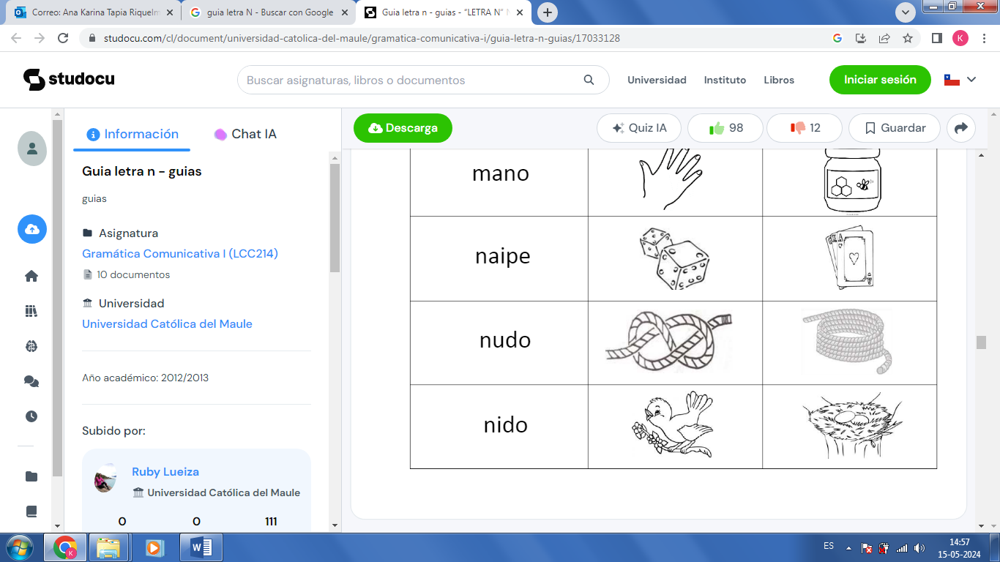 Correo: Ana Karina Tapia Riquelm
guia letra N - Buscar con Google
Guia letra n - guias - "LETRA N" N
studocu.com/cl/document/universidad-catolica-del-maule/gramatica-comunicativa-i/guia-letra-n-guias/17033128
K
studocu
Buscar asignaturas, libros o documentos
Universidad
Instituto
Libros
Iniciar sesión
Información
Chat IA
Descarga
Quiz IA
98
12
Guardar
Guia letra n - guias
guias
Asignatura
Gramática Comunicativa I (LCC214)
10 documentos
Universidad
Universidad Católica del Maule
Año académico: 2012/2013
Subido por:
Ruby Lueiza
Universidad Católica del Maule
0
0
111
mano
naipe
nudo
nido
ES
14:57
15-05-2024